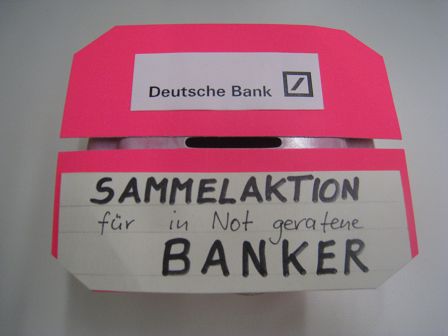 Deutsche Bank
SAMMELAKTION
für in Not geratene
BANKER